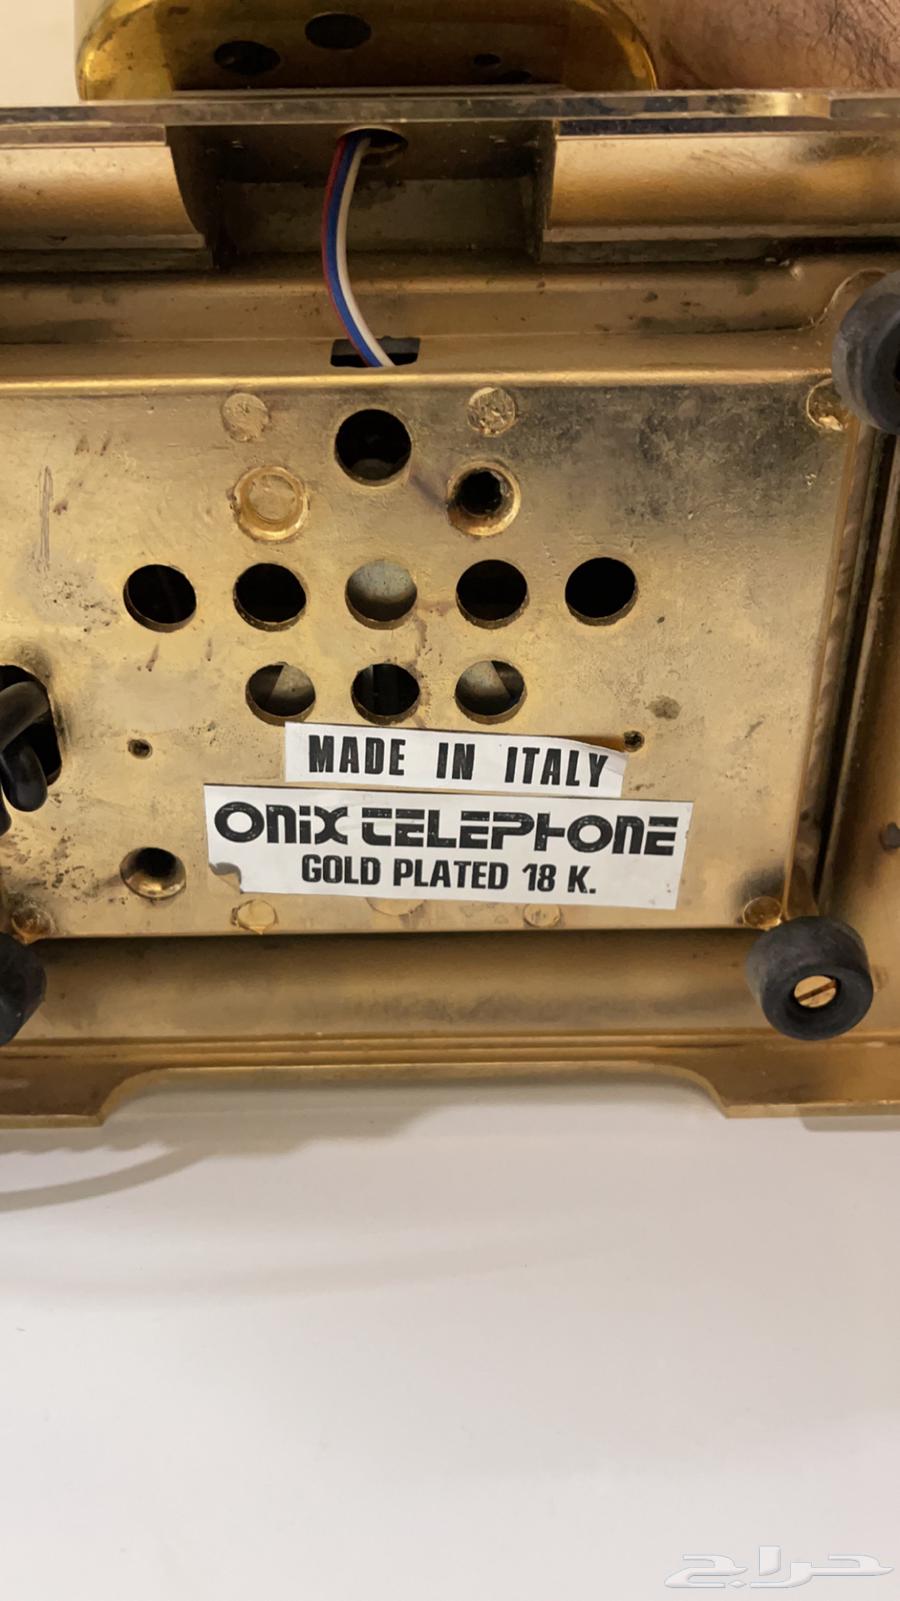 MADE IN ITALY
ONIX TELEPHONE
GOLD PLATED 18 K.
حراج